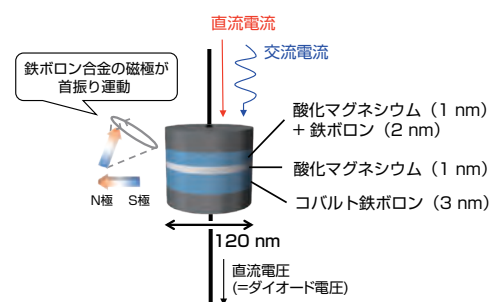 直流電流
交流電流
鉄ボロン合金の磁極が
首振り運動
酸化マグネシウム（1 nm）
+ 鉄ボロン（2 nm）
酸化マグネシウム（1 nm）
コバルト鉄ボロン（3 nm）
N極 S極
120 nm
直流電圧
(=ダイオード電圧)